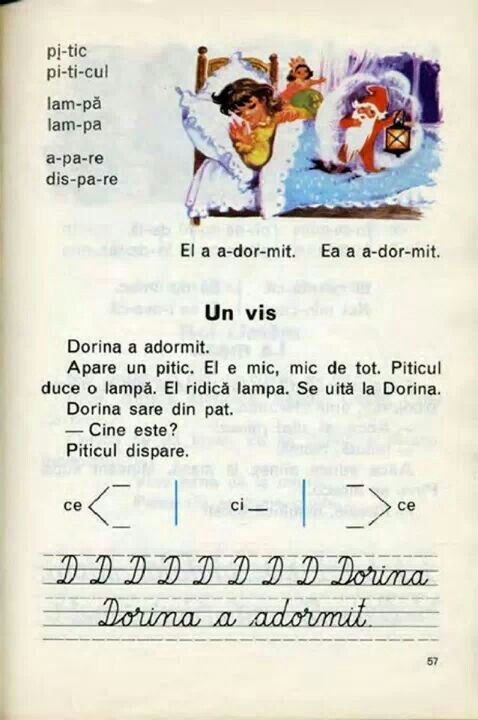 pi-tic
pi-ti-cul
lam-pă
lam-pa
a-pa-re
dis-pa-re
El a a-dor-mit. Ea a a-dor-mit.
Un vis
Dorina a adormit.
Apare un pitic. El e mic, mic de tot. Piticul
duce o lampă. El ridică lampa. Se uită la Dorina.
Dorina sare din pat.
— Cine este?
Piticul dispare.
ce ci ce
D D D D D D D D Dorina
Dorina a adormit.
57